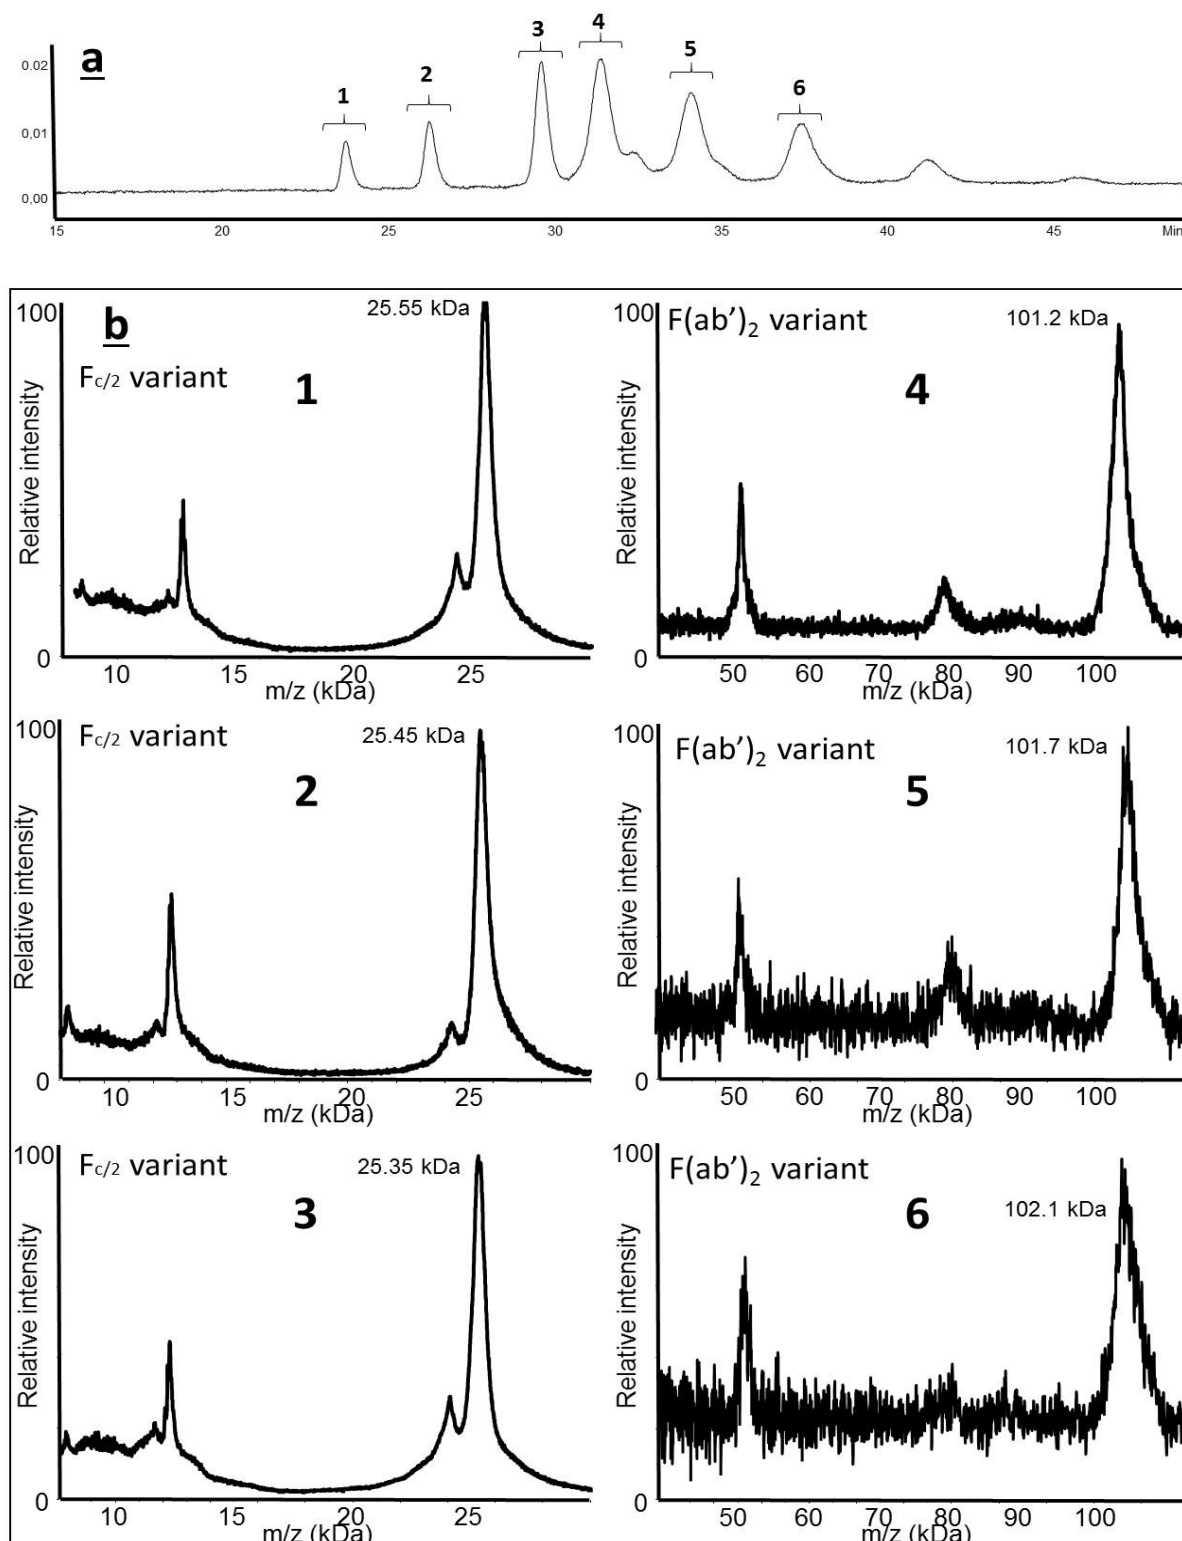 a
1
2
3
4
5
6
0.02
0,01
0,00
15 20 25 30 35 40 45 Min
b
100
25.55 kDa
Fc/2 variant
1
Relative intensity
0
10 15 20 25
m/z (kDa)
100
F(ab’)2 variant
101.2 kDa
4
Relative intensity
0
50 60 70 80 90 100
m/z (kDa)
100
Fc/2 variant
25.45 kDa
2
Relative intensity
0
10 15 20 25
m/z (kDa)
100
F(ab’)2 variant
101.7 kDa
5
Relative intensity
0
50 60 70 80 90 100
m/z (kDa)
100
Fc/2 variant
25.35 kDa
3
Relative intensity
0
10 15 20 25
m/z (kDa)
100
F(ab’)2 variant
102.1 kDa
6
Relative intensity
0
50 60 70 80 90 100
m/z (kDa)